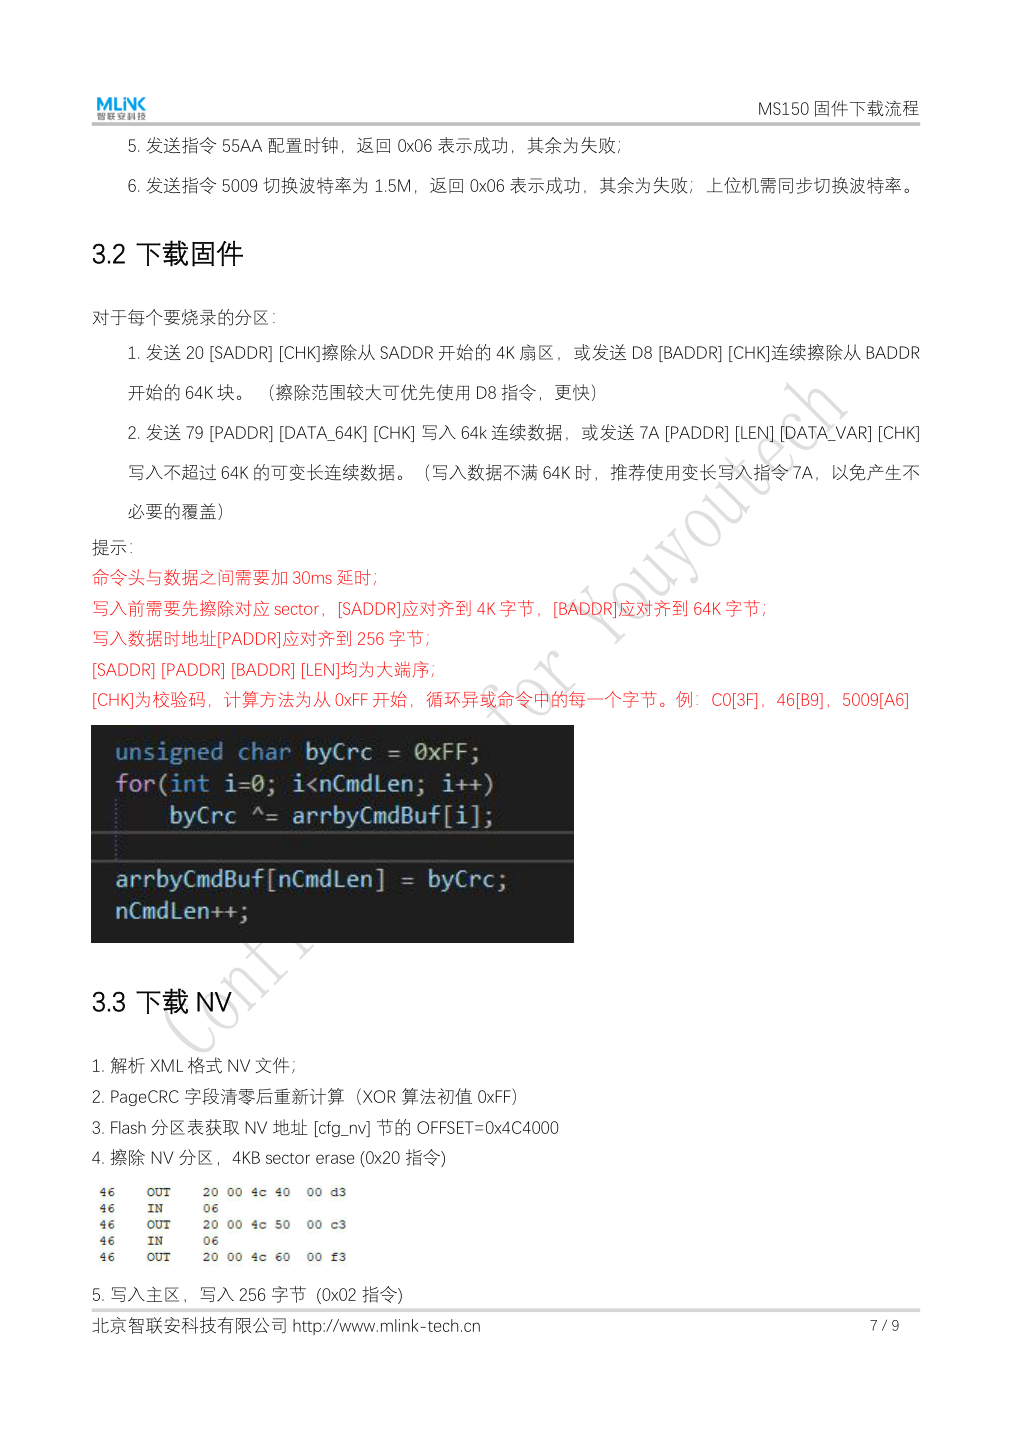 MLiNK
智联安科技
MS150 固件下载流程
5. 发送指令 55AA 配置时钟，返回 0x06 表示成功，其余为失败；
6. 发送指令 5009 切换波特率为 1.5M，返回 0x06 表示成功，其余为失败；上位机需同步切换波特率。
3.2 下载固件
对于每个要烧录的分区：
1. 发送 20 [SADDR] [CHK]擦除从 SADDR 开始的 4K 扇区，或发送 D8 [BADDR] [CHK]连续擦除从 BADDR
开始的 64K 块。 （擦除范围较大可优先使用 D8 指令，更快）
2. 发送 79 [PADDR] [DATA_64K] [CHK] 写入 64k 连续数据，或发送 7A [PADDR] [LEN] [DATA_VAR] [CHK]
写入不超过 64K 的可变长连续数据。（写入数据不满 64K 时，推荐使用变长写入指令 7A，以免产生不
必要的覆盖）
提示：
命令头与数据之间需要加 30ms 延时；
写入前需要先擦除对应 sector，[SADDR]应对齐到 4K 字节，[BADDR]应对齐到 64K 字节；
写入数据时地址[PADDR]应对齐到 256 字节；
[SADDR] [PADDR] [BADDR] [LEN]均为大端序；
[CHK]为校验码，计算方法为从 0xFF 开始，循环异或命令中的每一个字节。例：C0[3F]，46[B9]，5009[A6]
unsigned char byCrc = 0xFF;
for(int i=0; i<nCmdLen; i++)
byCrc ^= arrbyCmdBuf[i];
arrbyCmdBuf[nCmdLen] = byCrc;
nCmdLen++;
3.3 下载 NV
1. 解析 XML 格式 NV 文件；
2. PageCRC 字段清零后重新计算（XOR 算法初值 0xFF）
3. Flash 分区表获取 NV 地址 [cfg_nv] 节的 OFFSET=0x4C4000
4. 擦除 NV 分区，4KB sector erase (0x20 指令)
46 OUT 20 00 4c 40 00 d3
46 IN 06
46 OUT 20 00 4c 50 00 c3
46 IN 06
46 OUT 20 00 4c 60 00 f3
5. 写入主区，写入 256 字节 (0x02 指令)
北京智联安科技有限公司 http://www.mlink-tech.cn
7 / 9
for Youyoutech